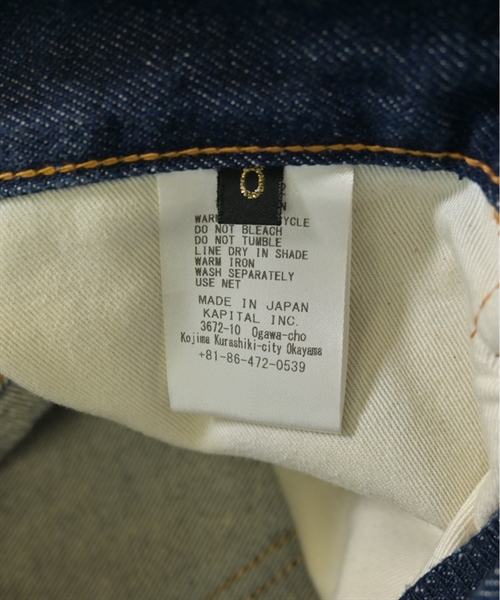 0
CYCLE
DO NOT BLEACH
DO NOT TUMBLE
LINE DRY IN SHADE
WARM IRON
WASH SEPARATELY
USE NET
MADE IN JAPAN
KAPITAL INC.
3672-10 Ogawa-cho
Kojima Kurashiki-city Okayama
+81-86-472-0539